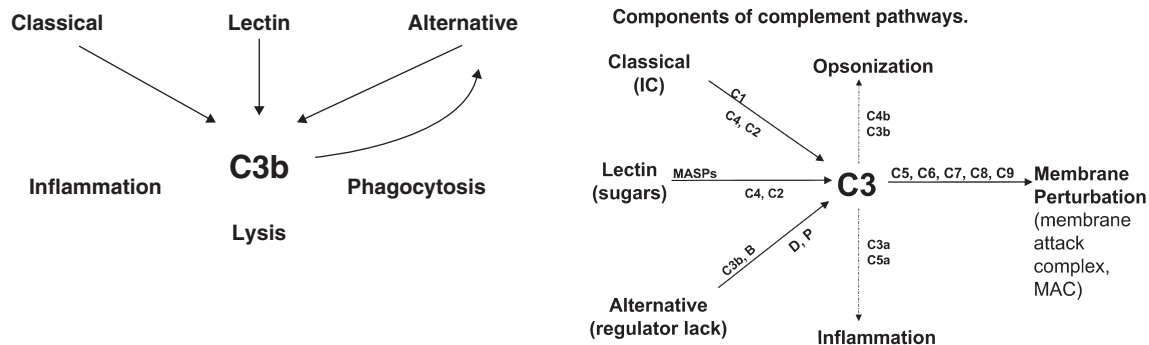 Classical
Lectin
Alternative
C3b
Inflammation
Phagocytosis
Lysis
Components of complement pathways.
Classical
(IC)
Opsonization
C1
C4, C2
C4b
C3b
Lectin
(sugars)
MASPs
C4, C2
C3
C5, C6, C7, C8, C9
Membrane
Perturbation
(membrane
attack
complex,
MAC)
C3b, B
D, P
C3a
C5a
Alternative
(regulator lack)
Inflammation